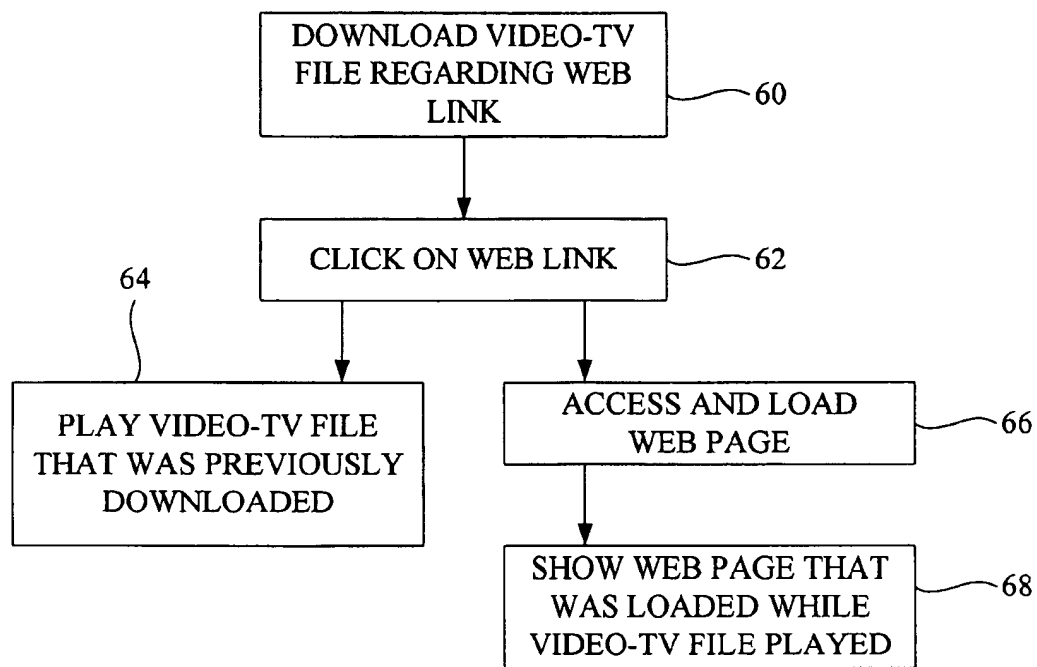 DOWNLOAD VIDEO-TV
FILE REGARDING WEB
LINK
60
CLICK ON WEB LINK
62
64
PLAY VIDEO-TV FILE
THAT WAS PREVIOUSLY
DOWNLOADED
ACCESS AND LOAD
WEB PAGE
66
SHOW WEB PAGE THAT
WAS LOADED WHILE
VIDEO-TV FILE PLAYED
68